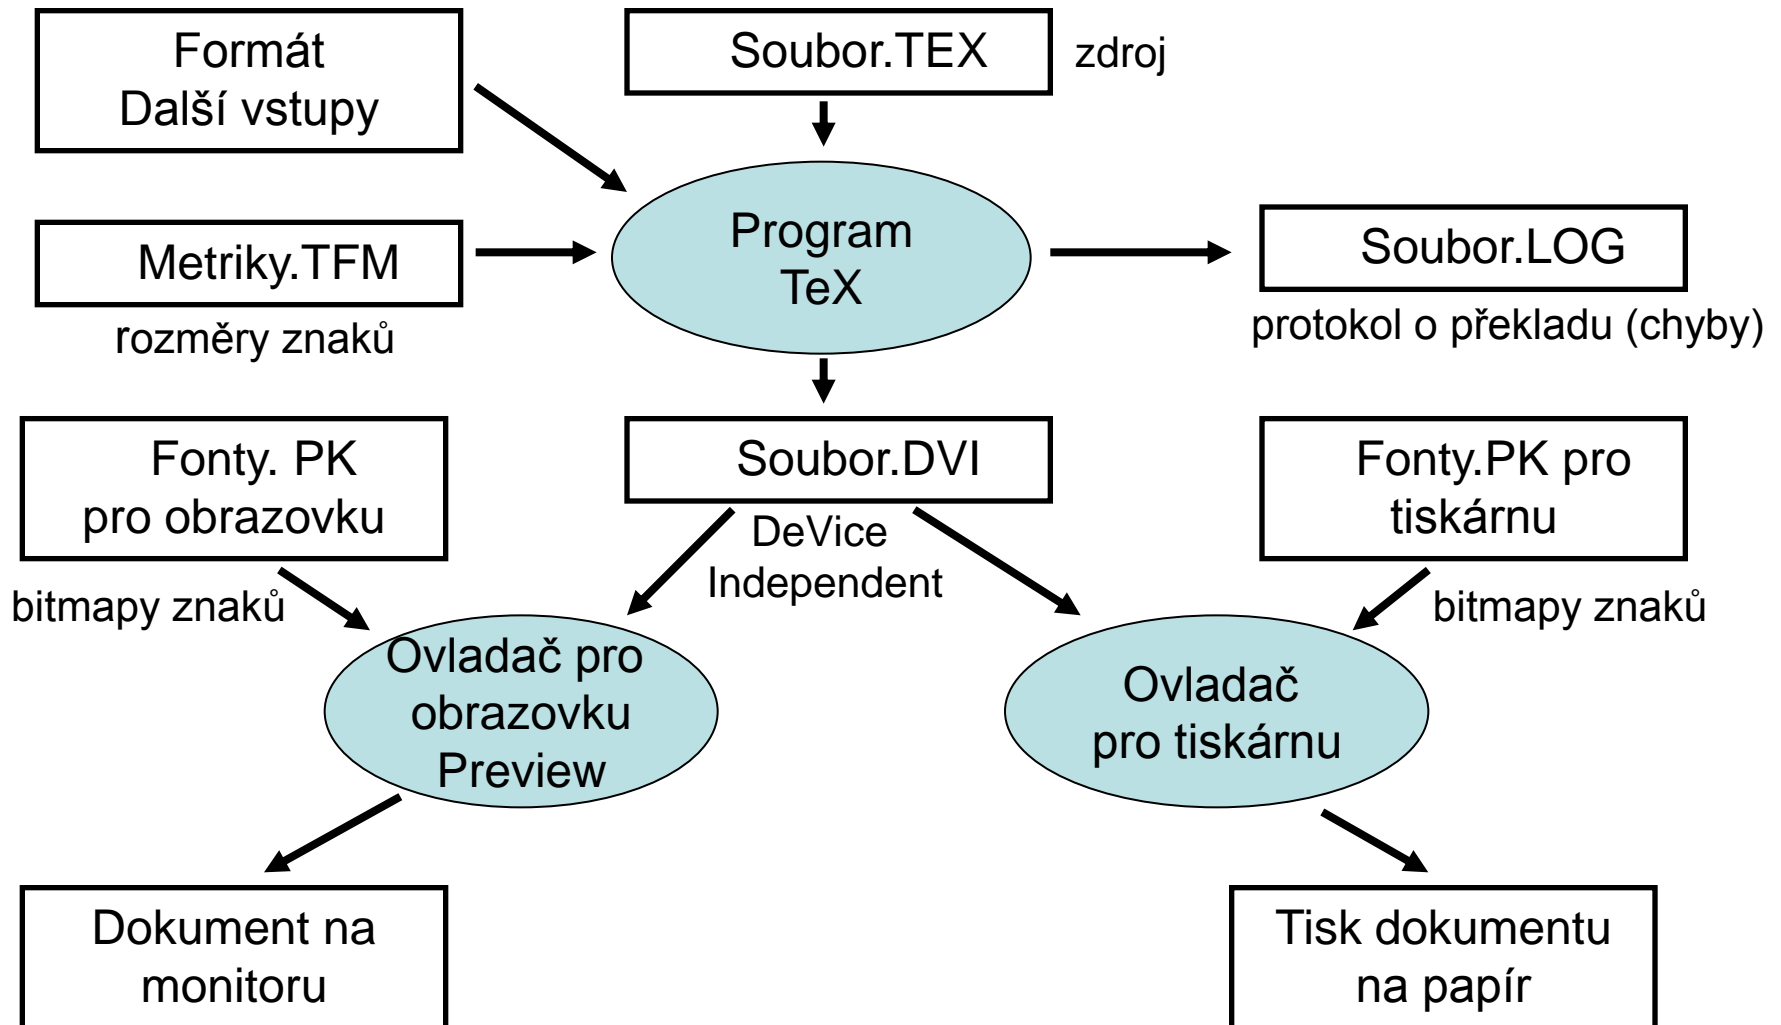 Formát
Další vstupy
Soubor.TEX
zdroj
Metriky.TFM
rozměry znaků
Program
TeX
Soubor.LOG
protokol o překladu (chyby)
Fonty. PK
pro obrazovku
bitmapy znaků
Soubor.DVI
DeVice
Independent
Fonty.PK pro
tiskárnu
bitmapy znaků
Ovladač pro
obrazovku
Preview
Ovladač
pro tiskárnu
Dokument na
monitoru
Tisk dokumentu
na papír